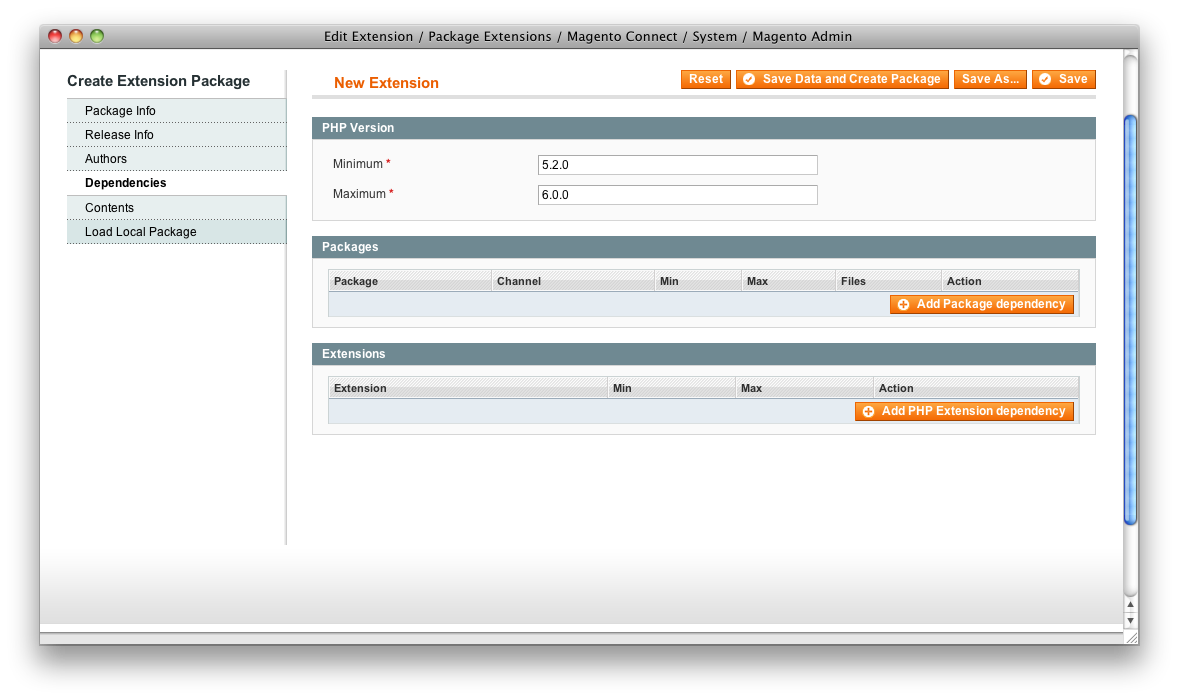 Edit Extension / Package Extensions / Magento Connect / System / Magento Admin
Create Extension Package
Package Info
Release Info
Authors
Dependencies
Contents
Load Local Package
New Extension
Reset
Save Data and Create Package
Save As...
Save
PHP Version
Minimum *
5.2.0
Maximum *
6.0.0
Packages
Package Channel Min Max Files Action
Add Package dependency
Extensions
Extension Min Max Action
Add PHP Extension dependency